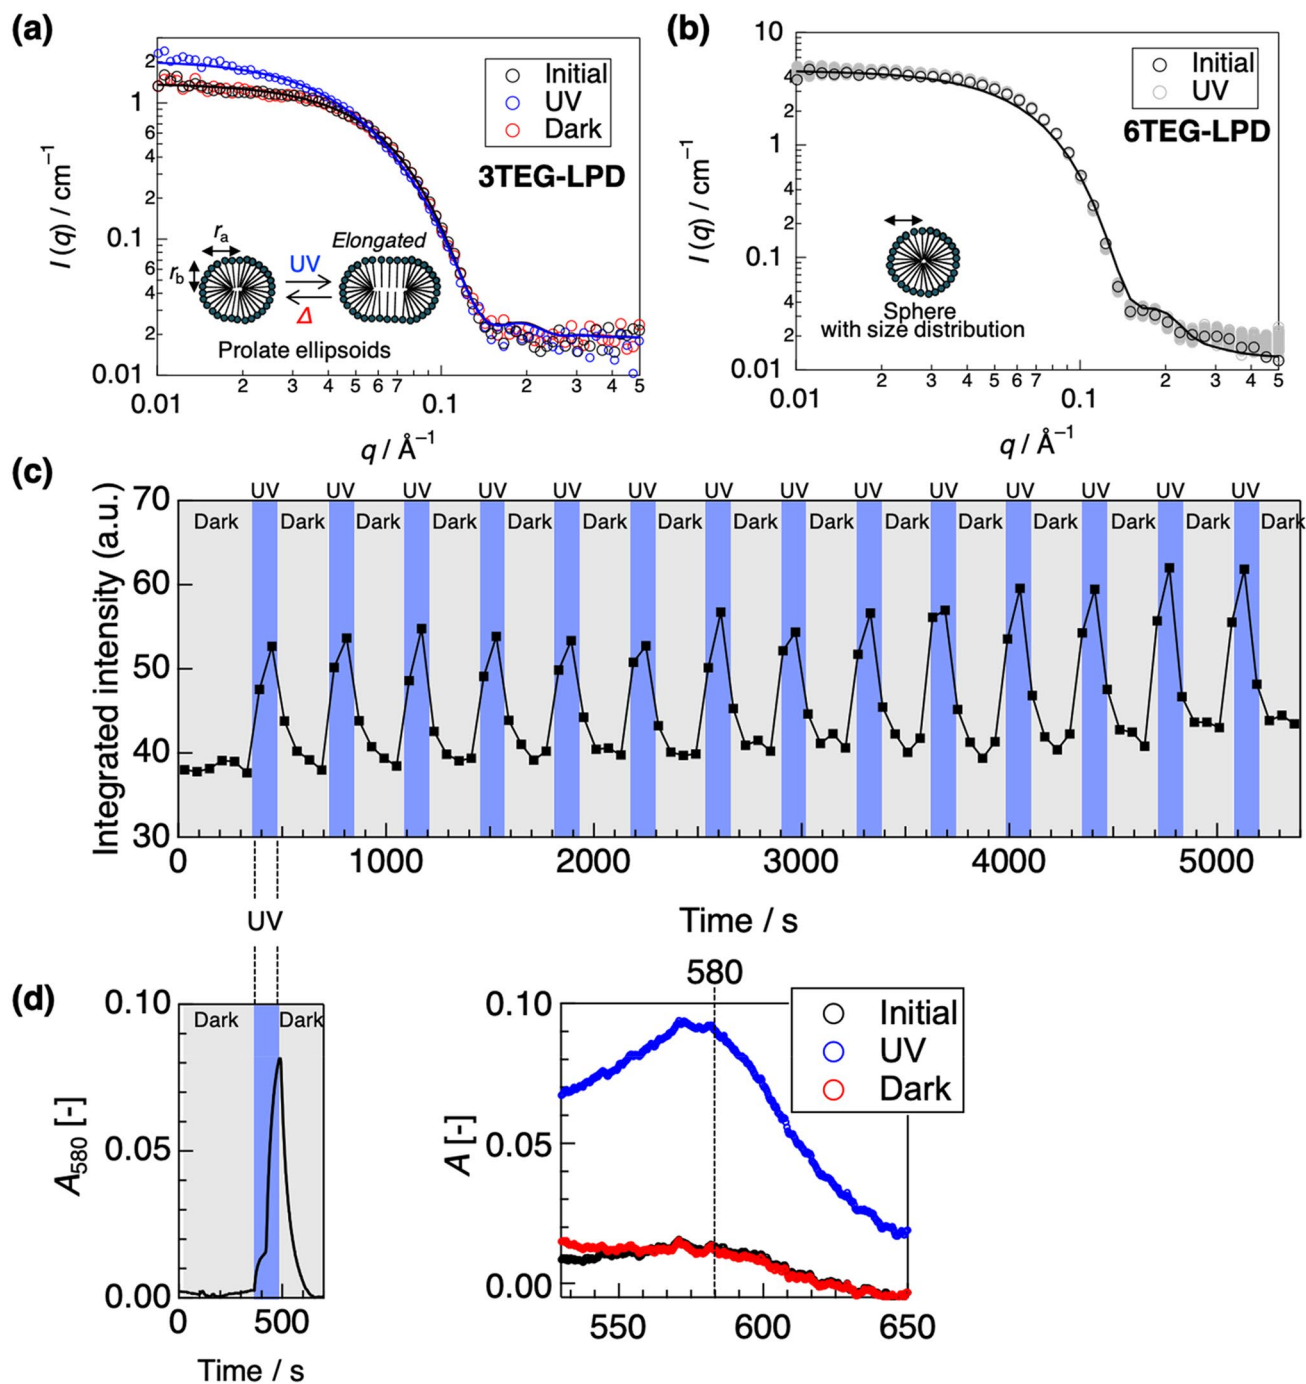 (a)
2
1
6
4
2
0.1
6
4
2
0.01
I (q) / cm⁻¹
Initial
UV
Dark
3TEG-LPD
rₐ
r_b
UV
Δ
Elongated
Prolate ellipsoids
0.01
2
3
4
5
6
7
0.1
2
3
4
5
q / Å⁻¹
(b)
10
4
2
1
4
2
0.1
4
2
0.01
I (q) / cm⁻¹
Initial
UV
6TEG-LPD
Sphere
with size distribution
0.01
2
3
4
5
6
7
0.1
2
3
4
5
q / Å⁻¹
(c)
UV UV UV UV UV UV UV UV UV UV UV UV UV UV
Dark Dark Dark Dark Dark Dark Dark Dark Dark Dark Dark Dark Dark Dark Dark
70
60
50
40
30
Integrated intensity (a.u.)
0 1000 2000 3000 4000 5000
Time / s
UV
(d)
0.10
0.05
0.00
A₅₈₀ [-]
Dark Dark
0 500
Time / s
580
0.10
0.05
0.00
A [-]
Initial
UV
Dark
550 600 650